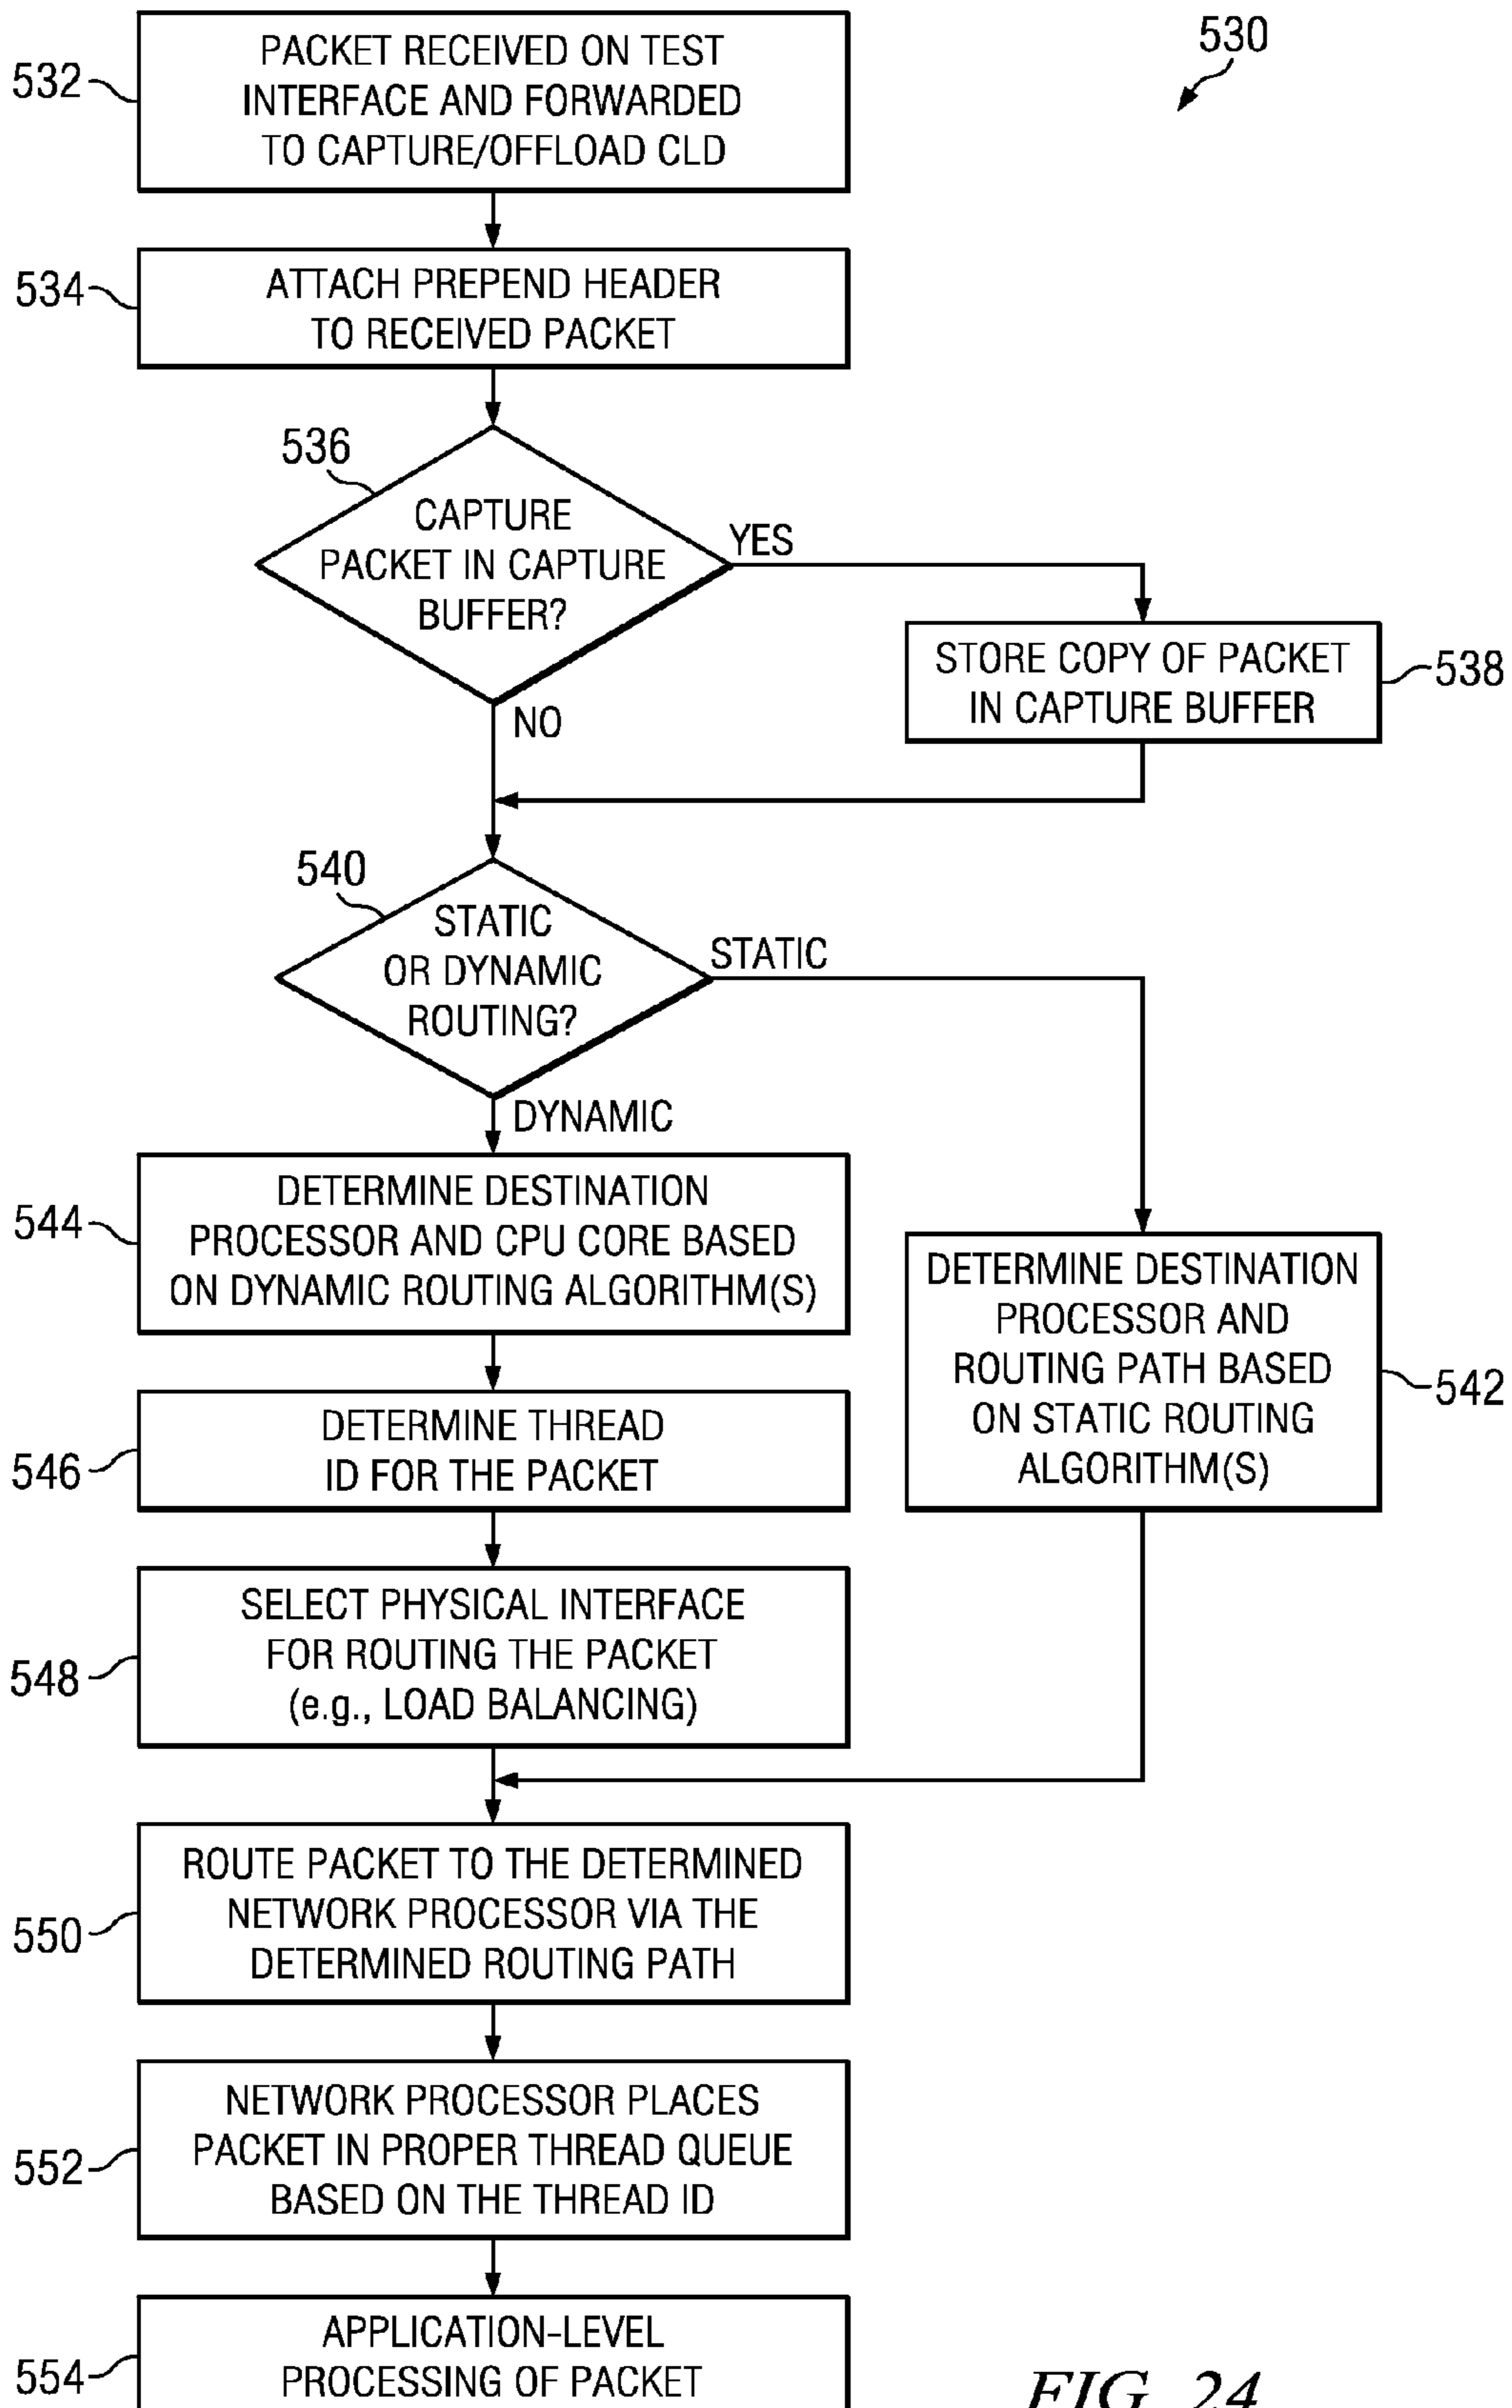 530
532
PACKET RECEIVED ON TEST
INTERFACE AND FORWARDED
TO CAPTURE/OFFLOAD CLD
534
ATTACH PREPEND HEADER
TO RECEIVED PACKET
536
CAPTURE
PACKET IN CAPTURE
BUFFER?
YES
NO
STORE COPY OF PACKET
IN CAPTURE BUFFER
538
540
STATIC
OR DYNAMIC
ROUTING?
STATIC
DYNAMIC
544
DETERMINE DESTINATION
PROCESSOR AND CPU CORE BASED
ON DYNAMIC ROUTING ALGORITHM(S)
DETERMINE DESTINATION
PROCESSOR AND
ROUTING PATH BASED
ON STATIC ROUTING
ALGORITHM(S)
542
546
DETERMINE THREAD
ID FOR THE PACKET
548
SELECT PHYSICAL INTERFACE
FOR ROUTING THE PACKET
(e.g., LOAD BALANCING)
550
ROUTE PACKET TO THE DETERMINED
NETWORK PROCESSOR VIA THE
DETERMINED ROUTING PATH
552
NETWORK PROCESSOR PLACES
PACKET IN PROPER THREAD QUEUE
BASED ON THE THREAD ID
554
APPLICATION-LEVEL
PROCESSING OF PACKET
FIG. 24